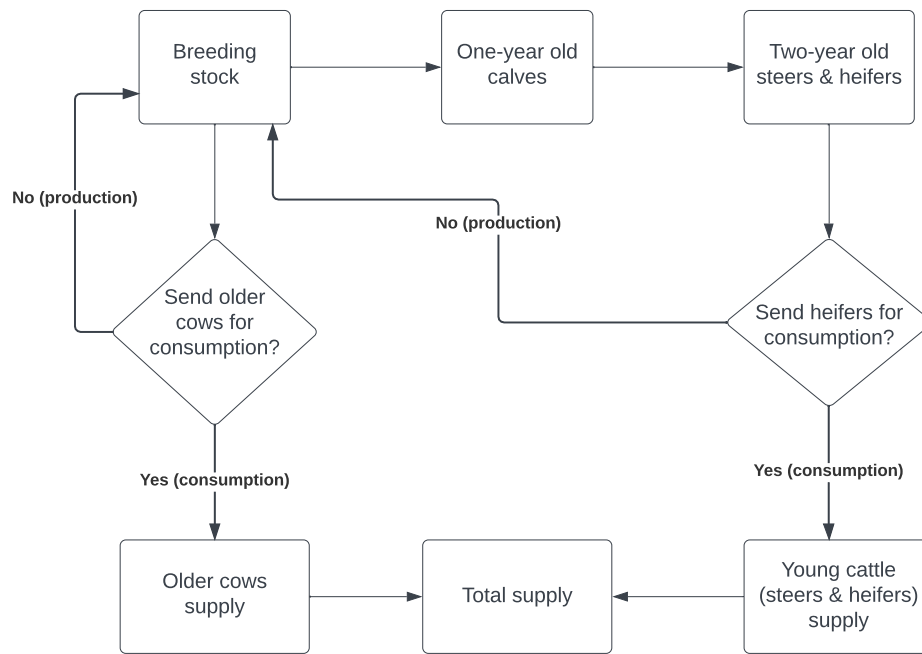 Breeding
stock
One-year old
calves
Two-year old
steers & heifers
No (production)
No (production)
Send older
cows for
consumption?
Send heifers for
consumption?
Yes (consumption)
Yes (consumption)
Older cows
supply
Total supply
Young cattle
(steers & heifers)
supply